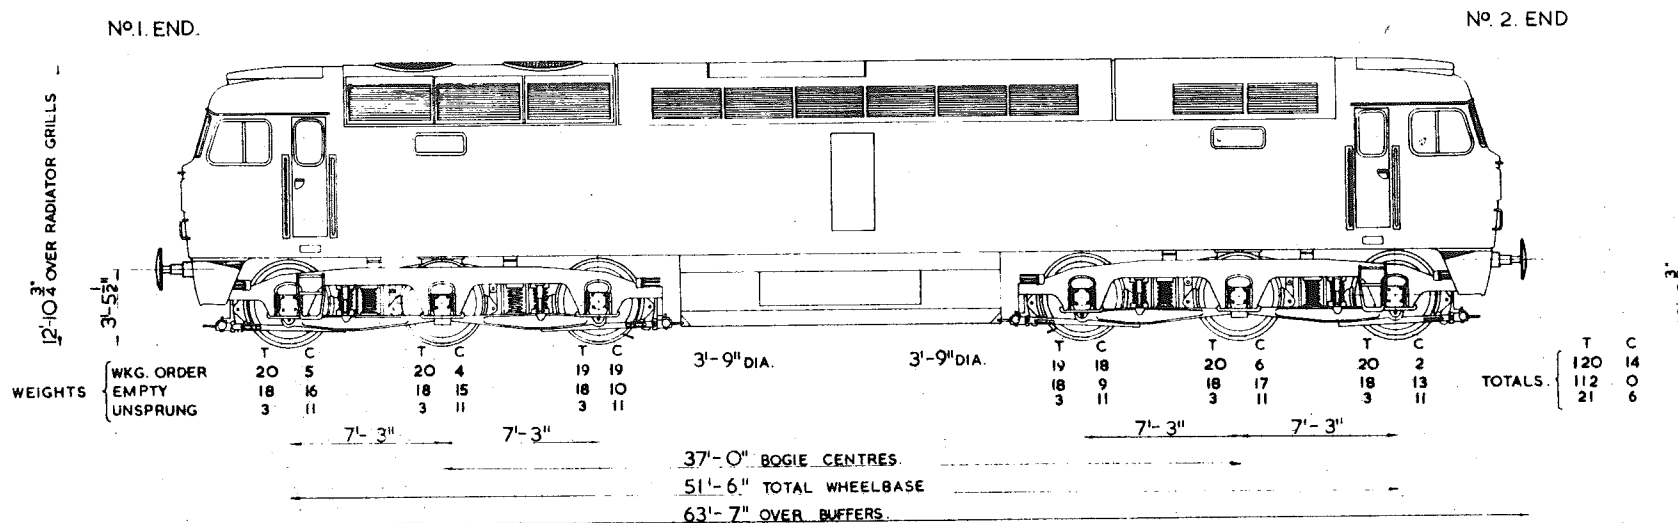 Nº.1. END.
Nº. 2. END
12'-10 3/4" OVER RADIATOR GRILLS
3'-5 1/2"
T C T C T C 3'-9" DIA. 3'-9" DIA. T C T C T C T C
WEIGHTS WKG. ORDER 20 5 20 4 19 19 19 18 20 6 20 2 TOTALS. 120 14
EMPTY 18 16 18 15 18 10 18 9 18 17 18 13 112 0
UNSPRUNG 3 11 3 11 3 11 3 11 3 11 3 11 21 6
7'-3" 7'-3" 7'-3" 7'-3"
37'-0" BOGIE CENTRES.
51'-6" TOTAL WHEELBASE
63'-7" OVER BUFFERS.